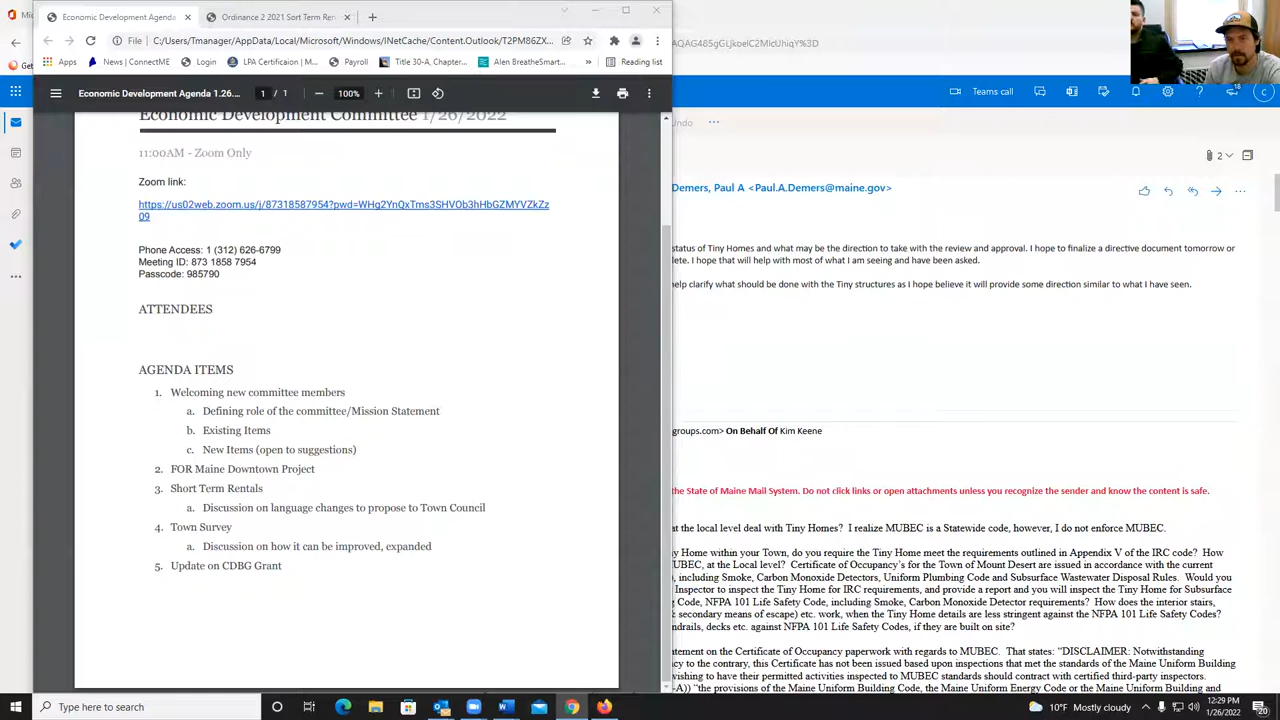 Economic Development Agenda
Ordinance 2 2021 Sort Term Ren
File
C:/Users/Tmanager/AppData/Local/Microsoft/Windows/INetCache/Content.Outlook/T2PM86ZX...
Apps
News | ConnectME
Login
LPA Certificaion | M...
Payroll
Title 30-A, Chapter...
Alen BreatheSmart...
»
Reading list
Economic Development Agenda 1.26....
1 / 1
100%
Teams call
18
C
Undo
2
Economic Development Committee 1/26/2022
11:00AM - Zoom Only
Zoom link:
https://us02web.zoom.us/j/87318587954?pwd=WHg2YnQxTms3SHVOb3hHbGZMYVZkZz
09
Phone Access: 1 (312) 626-6799
Meeting ID: 873 1858 7954
Passcode: 985790
ATTENDEES
AGENDA ITEMS
1. Welcoming new committee members
a. Defining role of the committee/Mission Statement
b. Existing Items
c. New Items (open to suggestions)
2. FOR Maine Downtown Project
3. Short Term Rentals
a. Discussion on language changes to propose to Town Council
4. Town Survey
a. Discussion on how it can be improved, expanded
5. Update on CDBG Grant
Demers, Paul A <Paul.A.Demers@maine.gov>
status of Tiny Homes and what may be the direction to take with the review and approval. I hope to finalize a directive document tomorrow or
lete. I hope that will help with most of what I am seeing and have been asked.
help clarify what should be done with the Tiny structures as I hope believe it will provide some direction similar to what I have seen.
groups.com> On Behalf Of Kim Keene
the State of Maine Mail System. Do not click links or open attachments unless you recognize the sender and know the content is safe.
at the local level deal with Tiny Homes? I realize MUBEC is a Statewide code, however, I do not enforce MUBEC.
y Home within your Town, do you require the Tiny Home meet the requirements outlined in Appendix V of the IRC code? How
UBEC, at the Local level? Certificate of Occupancy's for the Town of Mount Desert are issued in accordance with the current
), including Smoke, Carbon Monoxide Detectors, Uniform Plumbing Code and Subsurface Wastewater Disposal Rules. Would you
Inspector to inspect the Tiny Home for IRC requirements, and provide a report and you will inspect the Tiny Home for Subsurface
g Code, NFPA 101 Life Safety Code, including Smoke, Carbon Monoxide Detector requirements? How does the interior stairs,
secondary means of escape) etc. work, when the Tiny Home details are less stringent against the NFPA 101 Life Safety Codes?
ndrails, decks etc. against NFPA 101 Life Safety Codes, if they are built on site?
atement on the Certificate of Occupancy paperwork with regards to MUBEC. That states: "DISCLAIMER: Notwithstanding
cy to the contrary, this Certificate has not been issued based upon inspections that met the standards of the Maine Uniform Building
wishing to have their permitted activities inspected to MUBEC standards should contract with certified third-party inspectors.
-A)) "the provisions of the Maine Uniform Building Code, the Maine Uniform Energy Code or the Maine Uniform Building and
Type here to search
10°F Mostly cloudy
12:29 PM
1/26/2022
20